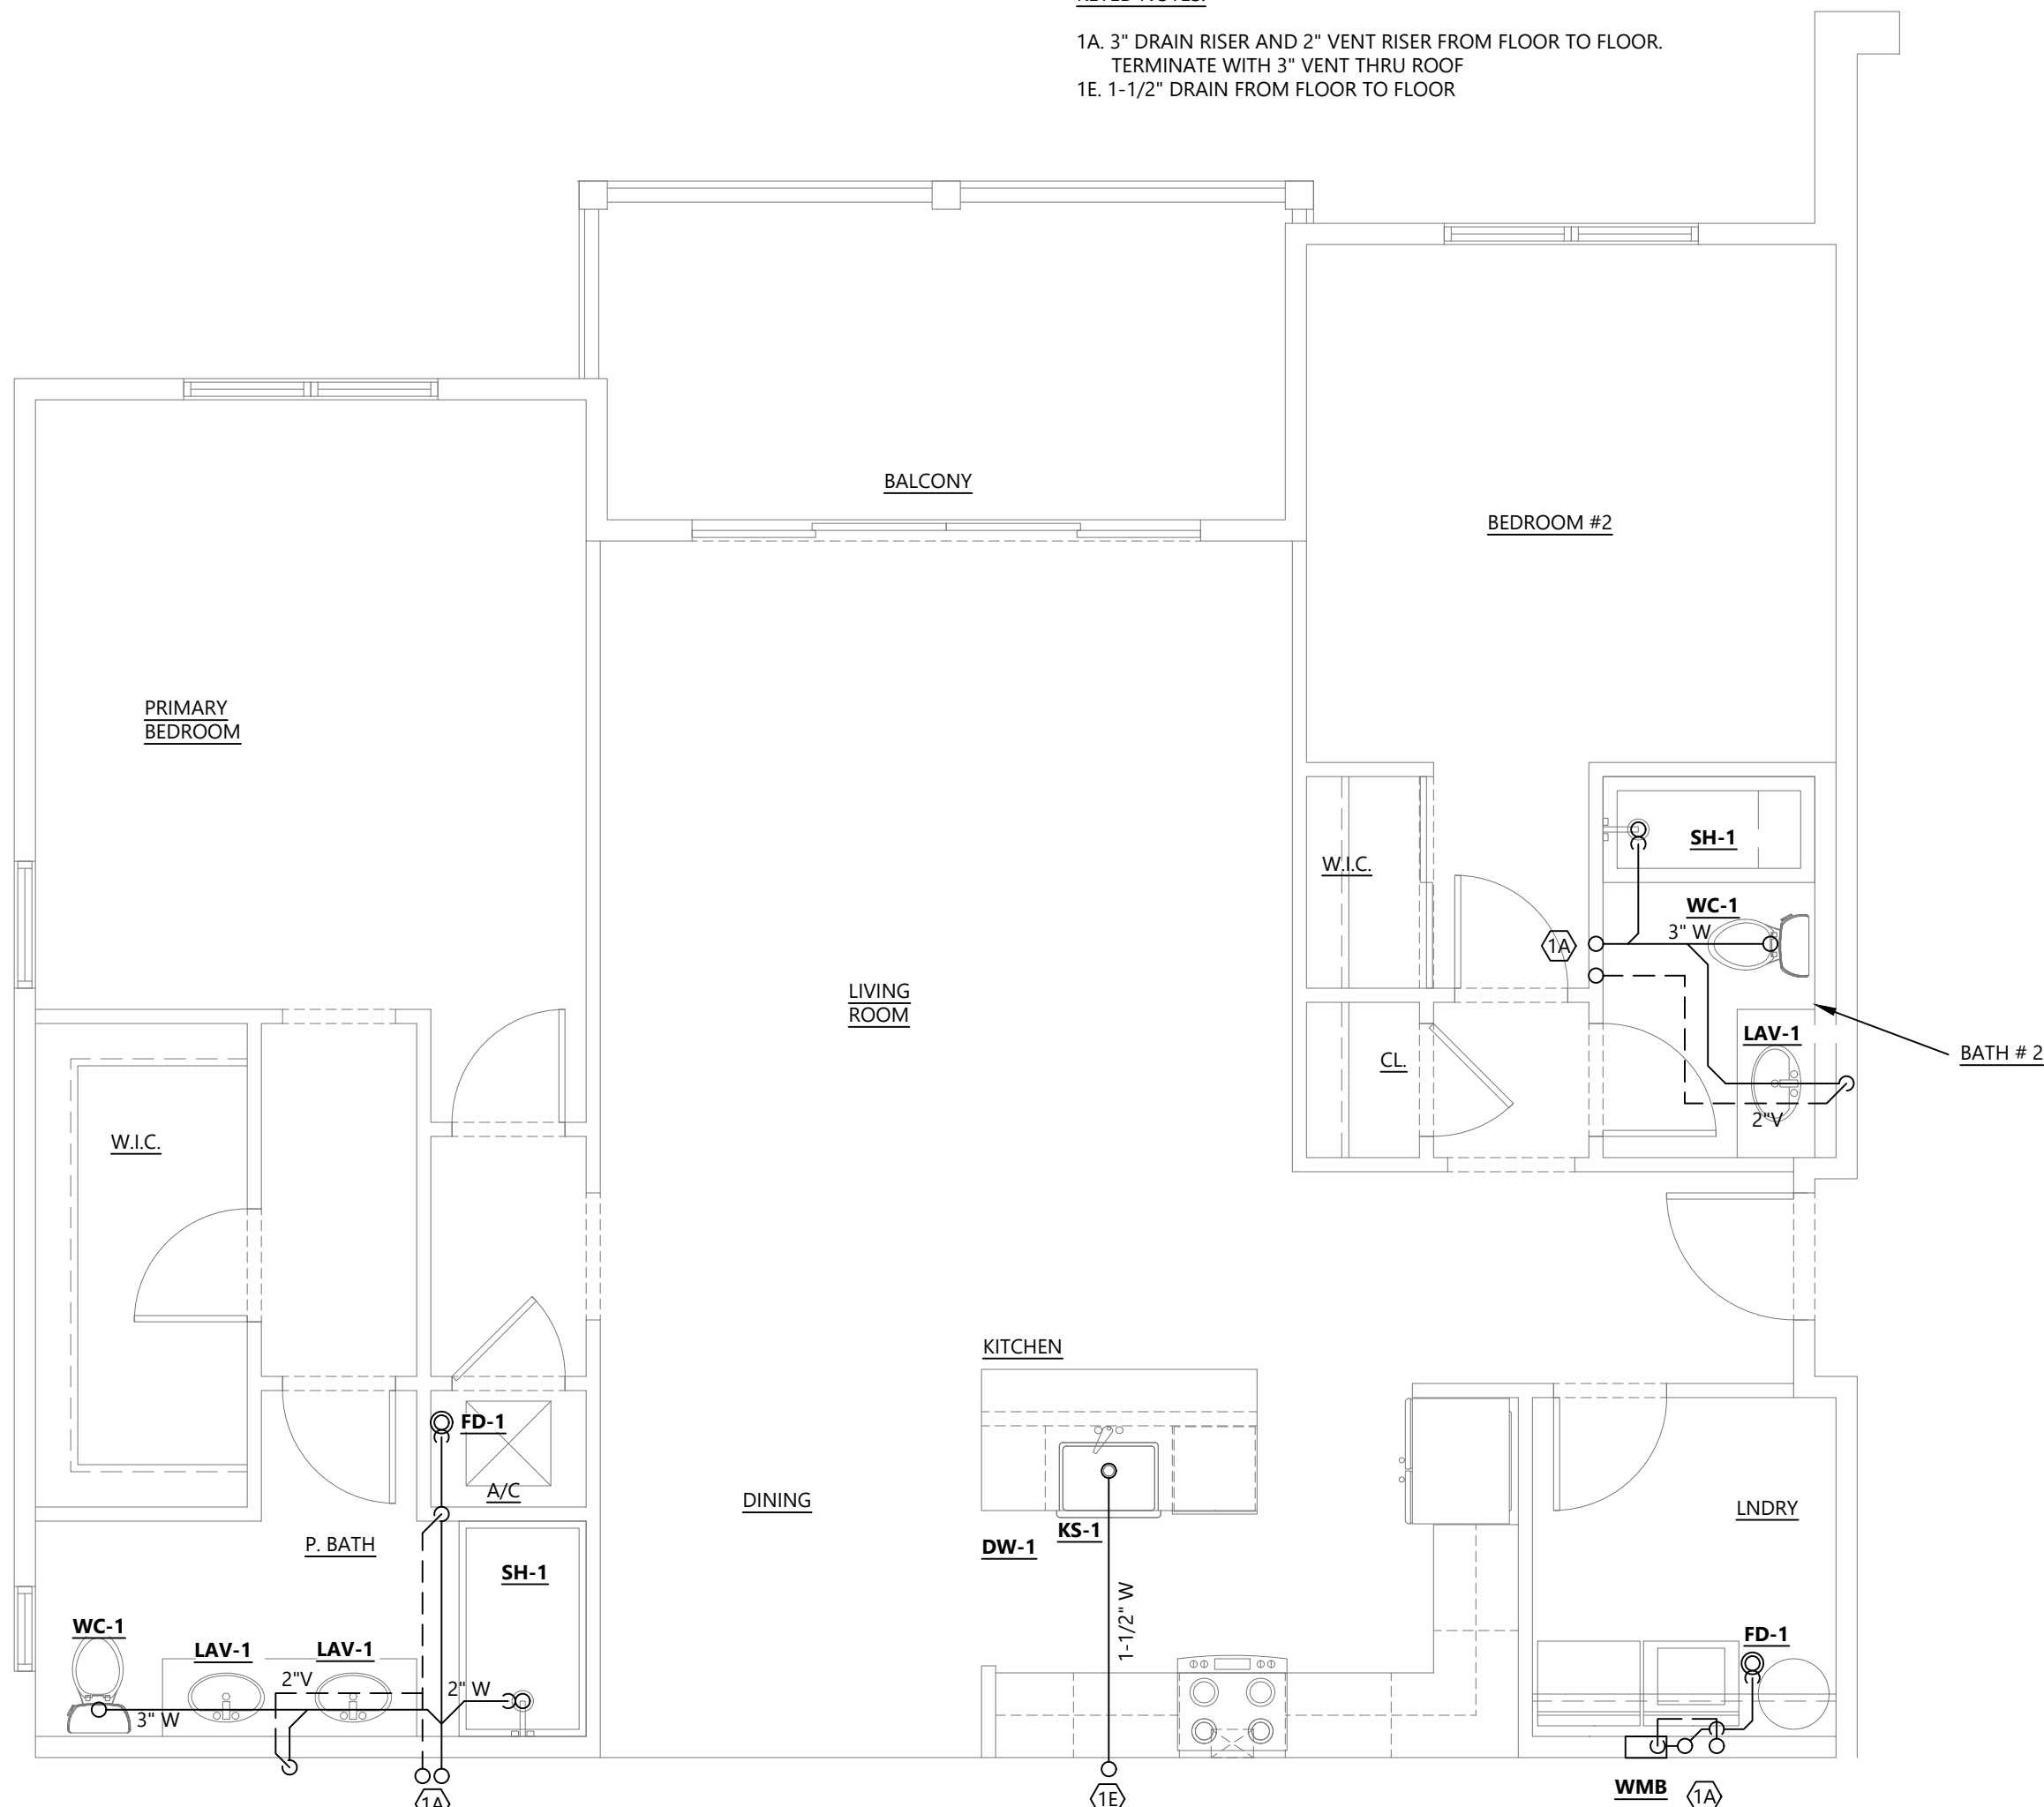 KEYED NOTES:
1A. 3" DRAIN RISER AND 2" VENT RISER FROM FLOOR TO FLOOR.
TERMINATE WITH 3" VENT THRU ROOF
1E. 1-1/2" DRAIN FROM FLOOR TO FLOOR
BALCONY
BEDROOM #2
PRIMARY
BEDROOM
SH-1
W.I.C.
WC-1
3" W
1A
LIVING
ROOM
LAV-1
BATH # 2
CL.
2"V
W.I.C.
KITCHEN
FD-1
A/C
DINING
LNDRY
KS-1
DW-1
P. BATH
SH-1
1-1/2" W
WC-1
LAV-1
LAV-1
FD-1
2"V
2" W
3" W
WMB
1A
1E
1A